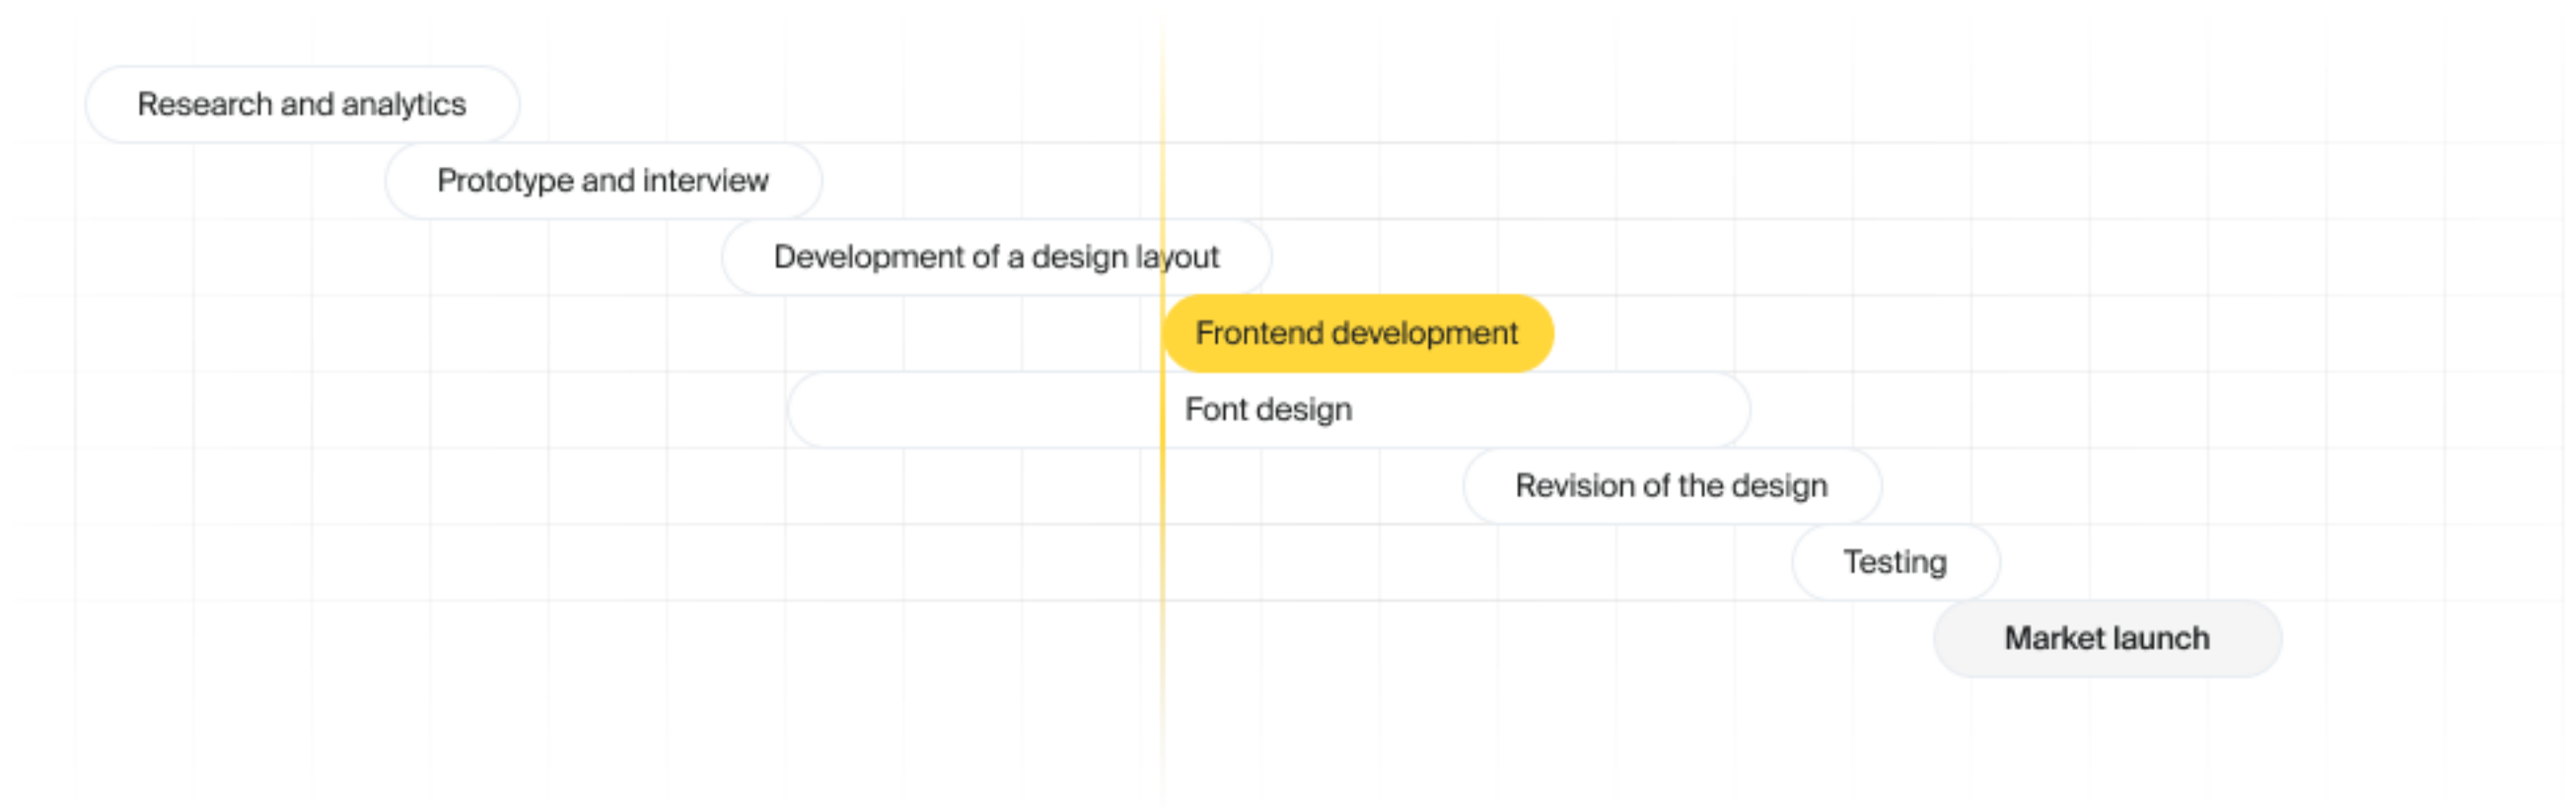 Research and analytics
Prototype and interview
Development of a design layout
Frontend development
Font design
Revision of the design
Testing
Market launch